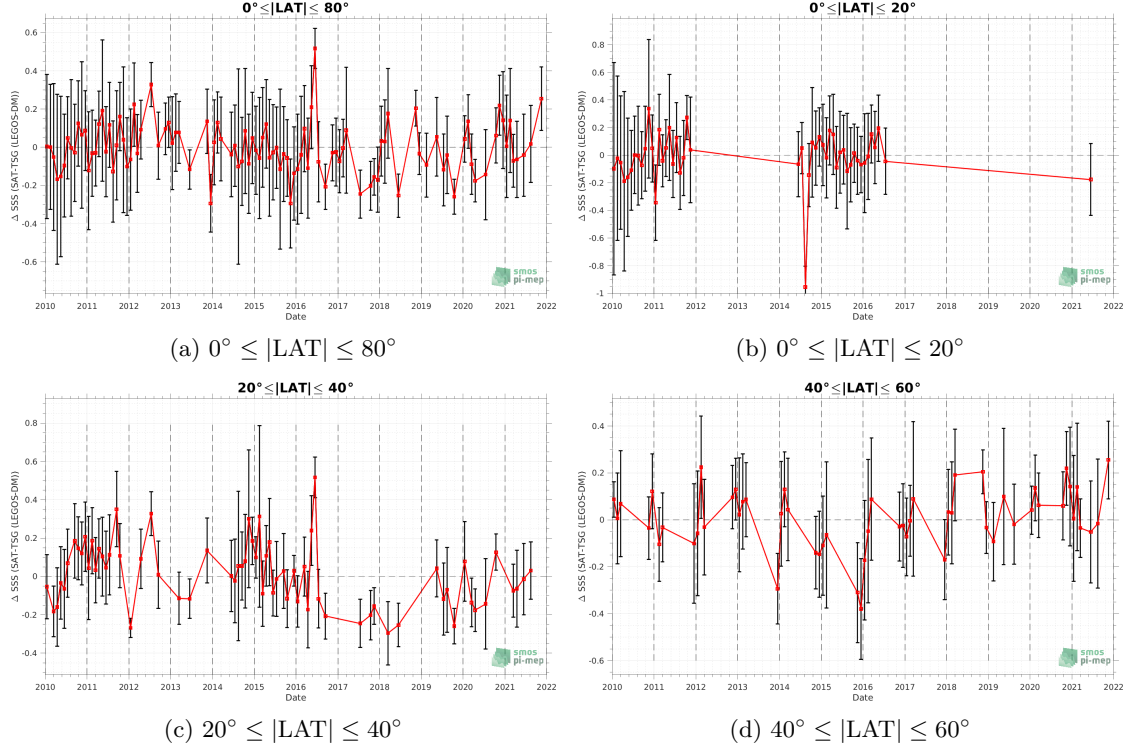 0°≤|LAT|≤ 80°
Δ SSS (SAT-TSG (LEGOS-DM))
0.6
0.4
0.2
0
-0.2
-0.4
-0.6
2010 2011 2012 2013 2014 2015 2016 2017 2018 2019 2020 2021 2022
Date
smos
pi-mep
(a) 0° ≤ |LAT| ≤ 80°
0°≤|LAT|≤ 20°
Δ SSS (SAT-TSG (LEGOS-DM))
0.8
0.6
0.4
0.2
0
-0.2
-0.4
-0.6
-0.8
-1
2010 2011 2012 2013 2014 2015 2016 2017 2018 2019 2020 2021 2022
Date
smos
pi-mep
(b) 0° ≤ |LAT| ≤ 20°
20°≤|LAT|≤ 40°
Δ SSS (SAT-TSG (LEGOS-DM))
0.8
0.6
0.4
0.2
0
-0.2
-0.4
2010 2011 2012 2013 2014 2015 2016 2017 2018 2019 2020 2021 2022
Date
smos
pi-mep
(c) 20° ≤ |LAT| ≤ 40°
40°≤|LAT|≤ 60°
Δ SSS (SAT-TSG (LEGOS-DM))
0.4
0.2
0
-0.2
-0.4
-0.6
2010 2011 2012 2013 2014 2015 2016 2017 2018 2019 2020 2021 2022
Date
smos
pi-mep
(d) 40° ≤ |LAT| ≤ 60°